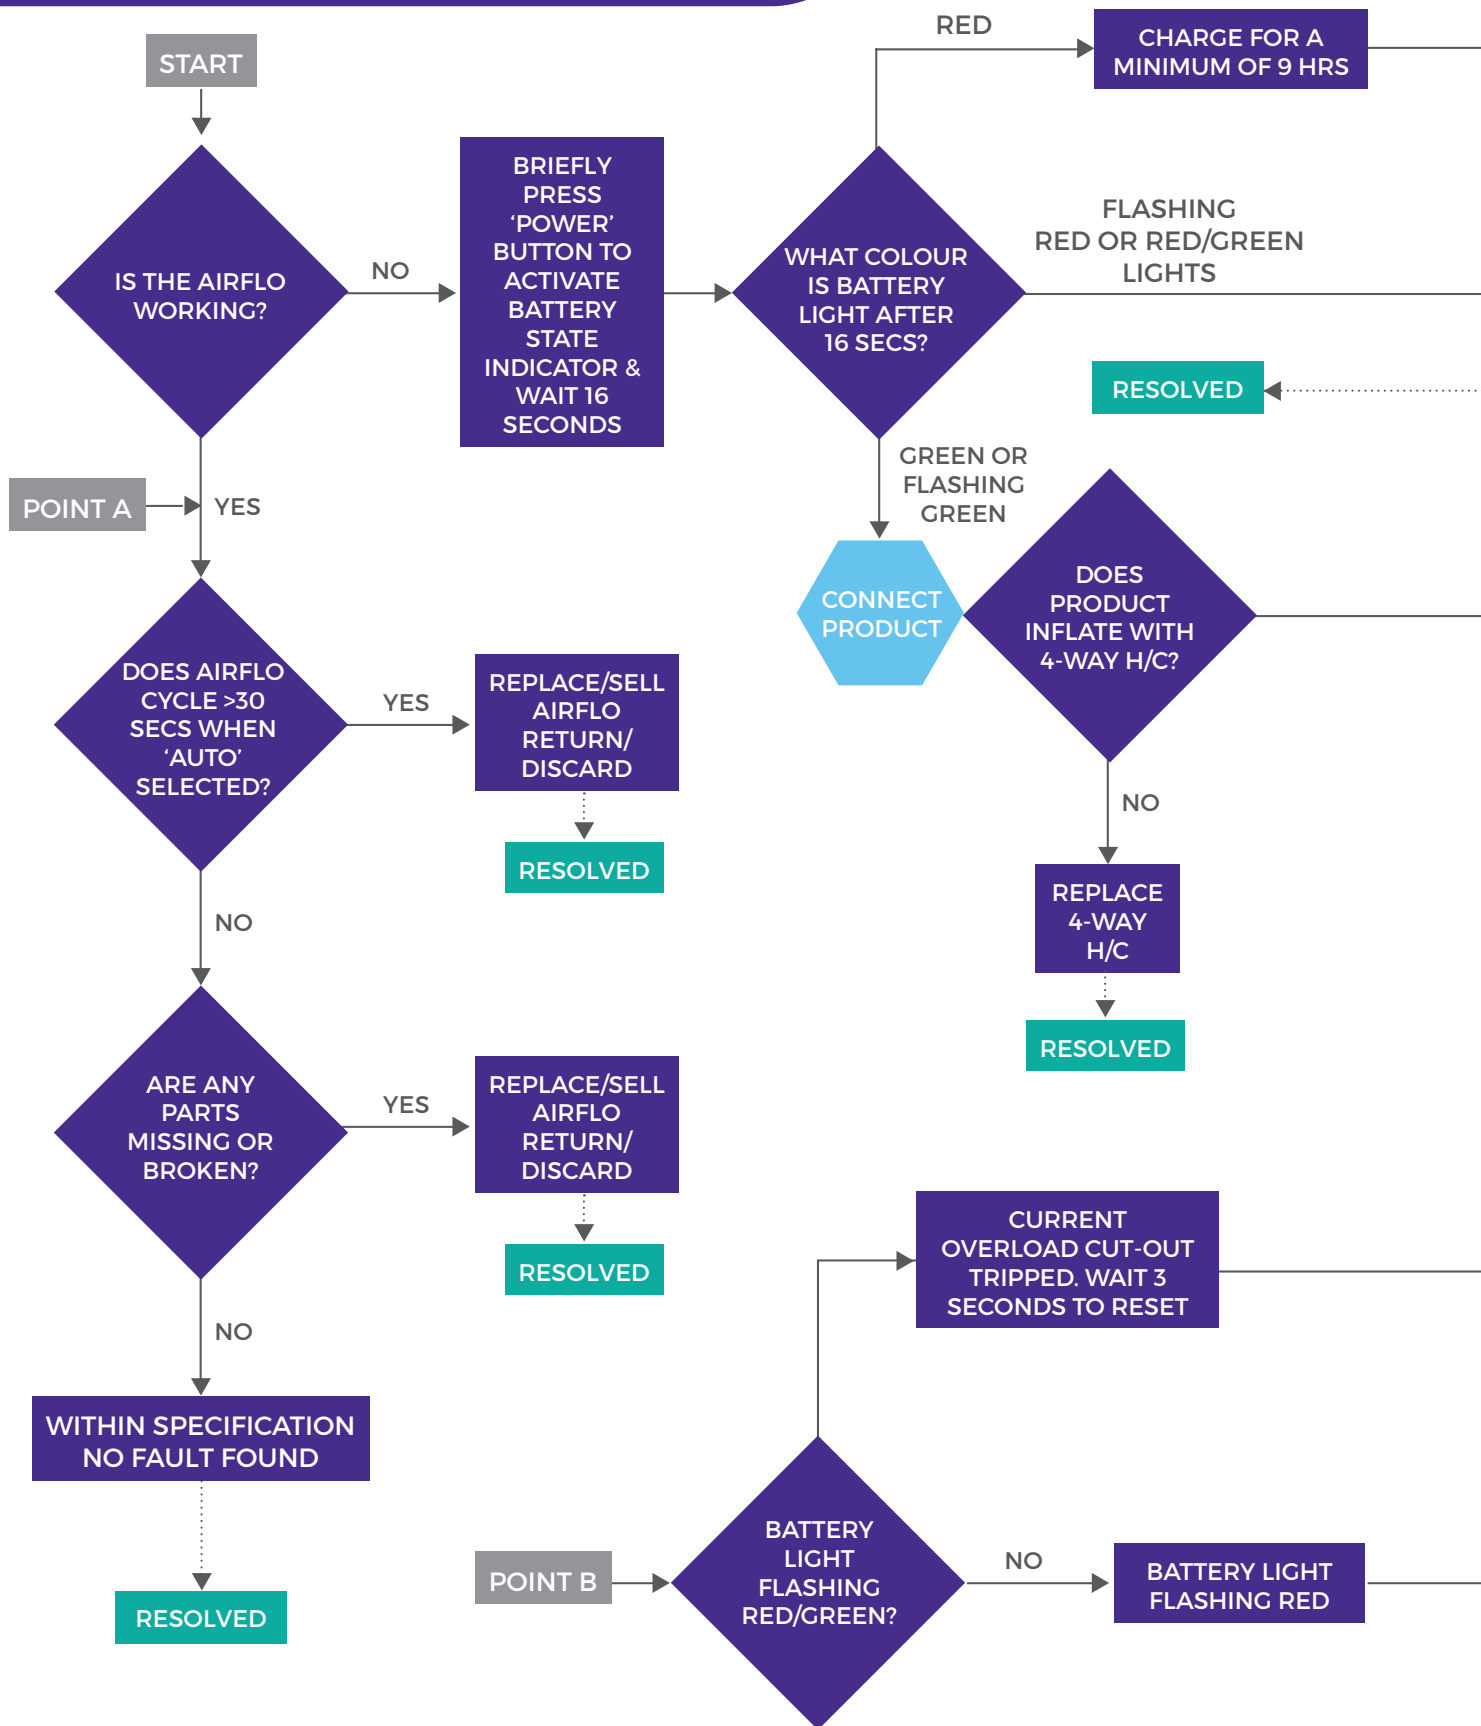 START
IS THE AIRFLO
WORKING?
NO
BRIEFLY
PRESS
‘POWER’
BUTTON TO
ACTIVATE
BATTERY
STATE
INDICATOR &
WAIT 16
SECONDS
WHAT COLOUR
IS BATTERY
LIGHT AFTER
16 SECS?
RED
CHARGE FOR A
MINIMUM OF 9 HRS
FLASHING
RED OR RED/GREEN
LIGHTS
RESOLVED
GREEN OR
FLASHING
GREEN
CONNECT
PRODUCT
DOES
PRODUCT
INFLATE WITH
4-WAY H/C?
NO
REPLACE
4-WAY
H/C
RESOLVED
POINT A
YES
DOES AIRFLO
CYCLE >30
SECS WHEN
‘AUTO’
SELECTED?
YES
REPLACE/SELL
AIRFLO
RETURN/
DISCARD
RESOLVED
NO
ARE ANY
PARTS
MISSING OR
BROKEN?
YES
REPLACE/SELL
AIRFLO
RETURN/
DISCARD
RESOLVED
NO
WITHIN SPECIFICATION
NO FAULT FOUND
RESOLVED
CURRENT
OVERLOAD CUT-OUT
TRIPPED. WAIT 3
SECONDS TO RESET
POINT B
BATTERY
LIGHT
FLASHING
RED/GREEN?
NO
BATTERY LIGHT
FLASHING RED